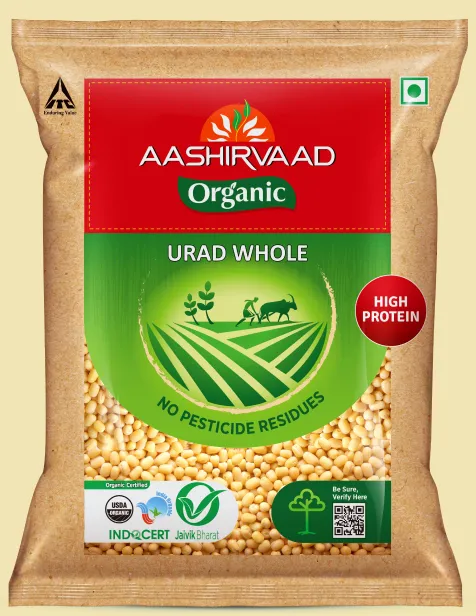 ITC
Enduring Value
AASHIRVAAD
Organic
URAD WHOLE
HIGH
PROTEIN
NO PESTICIDE RESIDUES
Organic Certified
USDA
ORGANIC
INDOCERT
Jaivik Bharat
Be Sure,
Verify Here